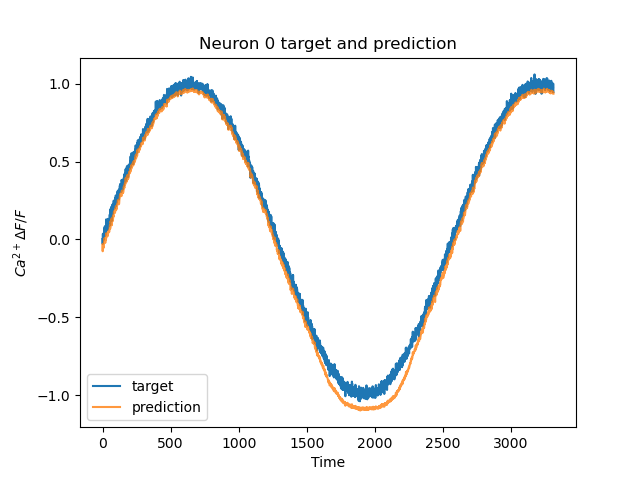 Neuron 0 target and prediction
1.0
0.5
0.0
−0.5
−1.0
Ca²⁺ ΔF/F
target
prediction
0 500 1000 1500 2000 2500 3000
Time